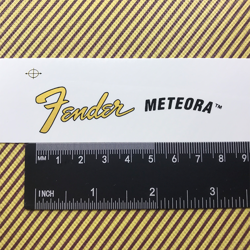 Fender METEORA™
MM 1 2 3 4 5 6 7 8 9
INCH 1 2 3